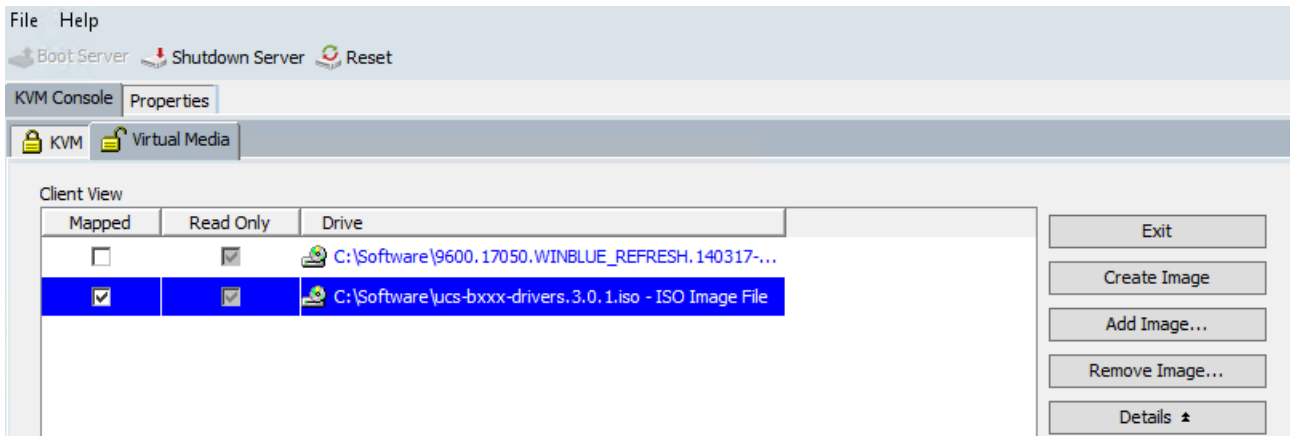 File Help
Boot Server Shutdown Server Reset
KVM Console Properties
KVM Virtual Media
Client View
Mapped Read Only Drive
C:\Software\9600.17050.WINBLUE_REFRESH.140317-...
C:\Software\ucs-bxxx-drivers.3.0.1.iso - ISO Image File
Exit
Create Image
Add Image...
Remove Image...
Details